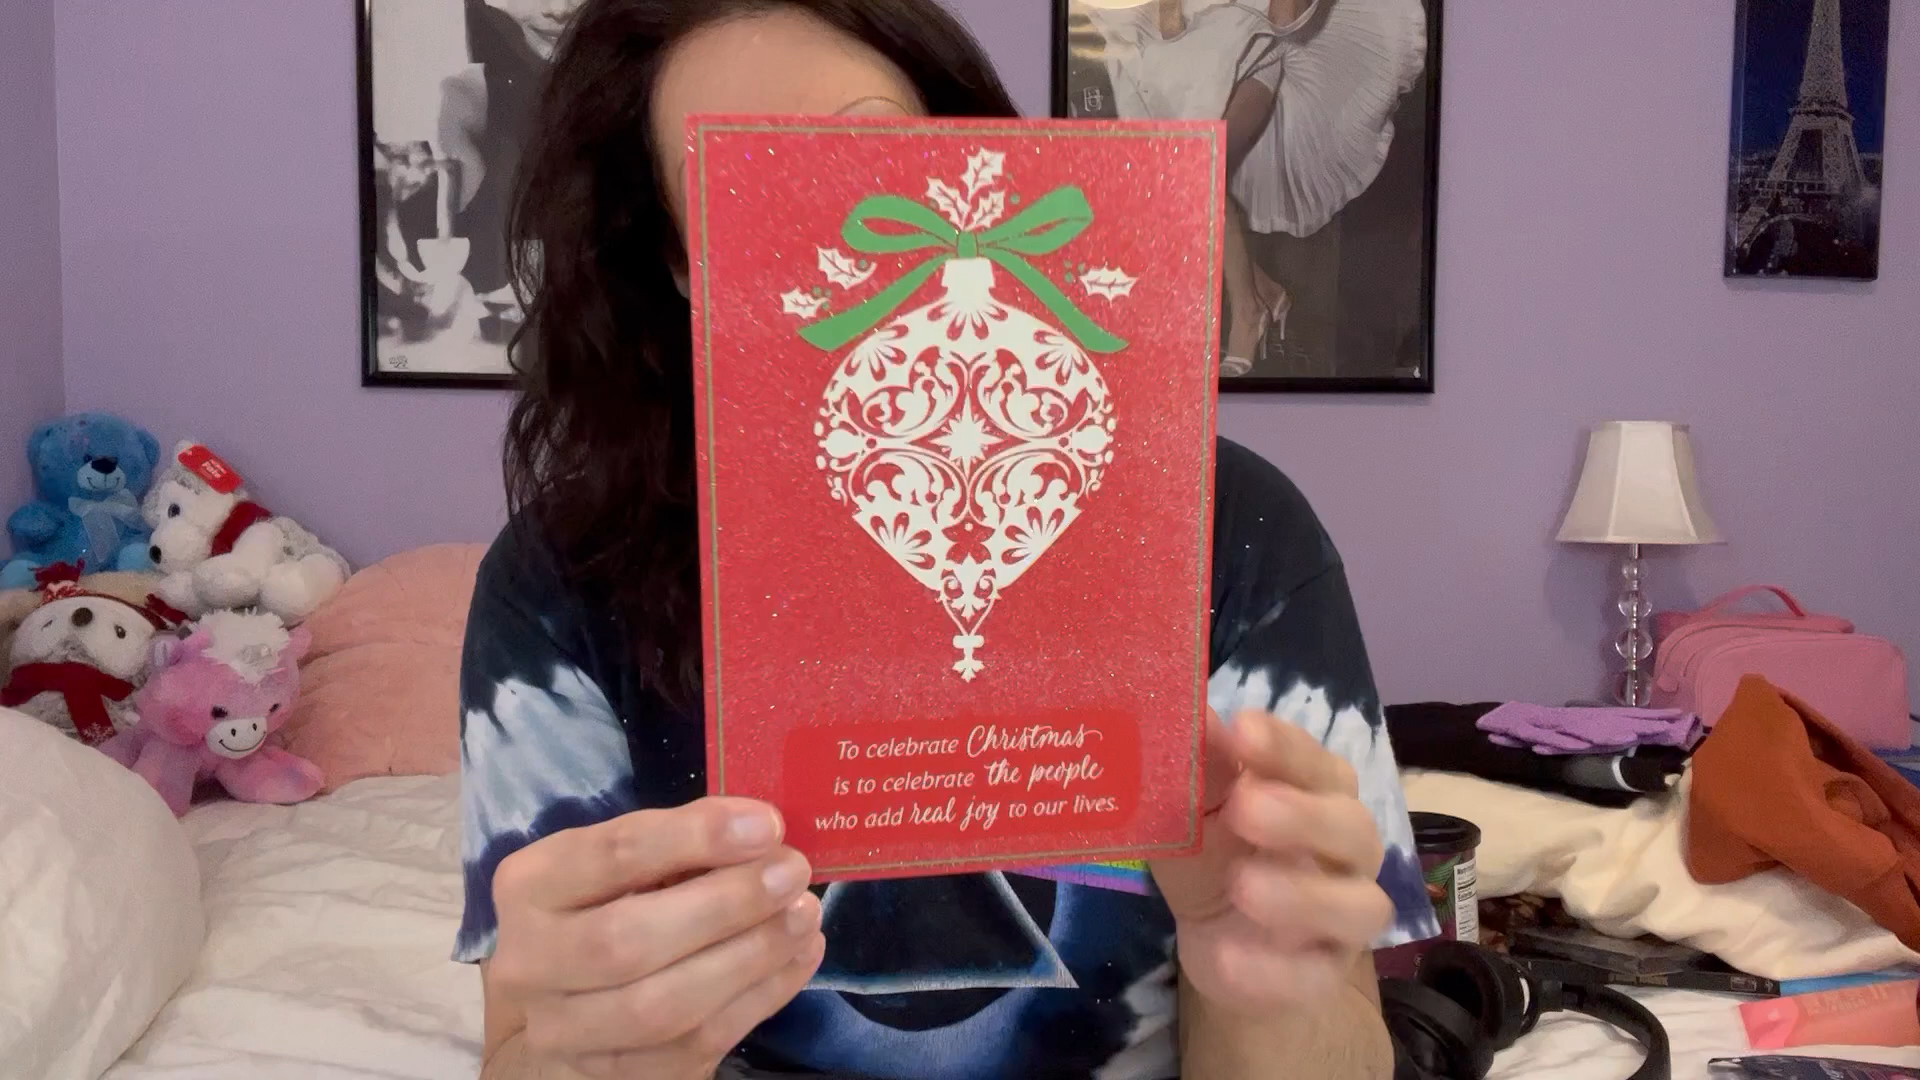 To celebrate Christmas
is to celebrate the people
who add real joy to our lives.